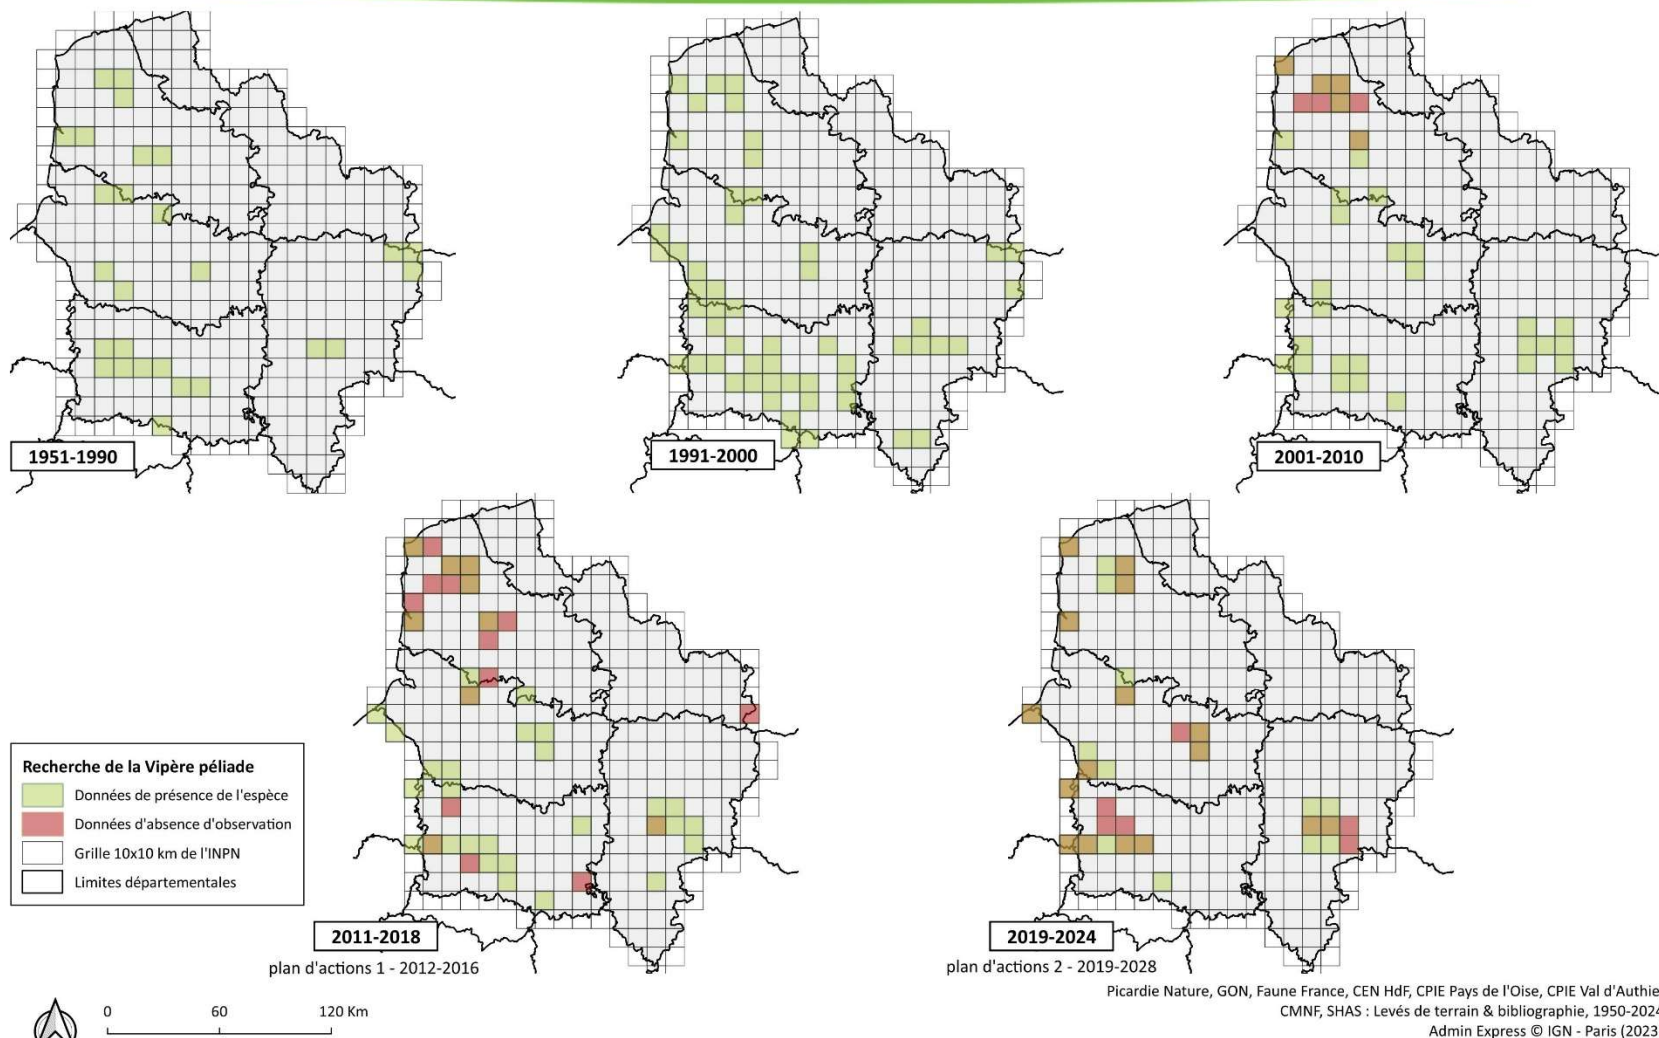 1951-1990
1991-2000
2001-2010
Recherche de la Vipère péliade
Données de présence de l'espèce
Données d'absence d'observation
Grille 10x10 km de l'INPN
Limites départementales
2011-2018
plan d'actions 1 - 2012-2016
2019-2024
plan d'actions 2 - 2019-2028
0 60 120 Km
Picardie Nature, GON, Faune France, CEN HdF, CPIE Pays de l'Oise, CPIE Val d'Authie
CMNF, SHAS : Levés de terrain & bibliographie, 1950-2024
Admin Express © IGN - Paris (2023